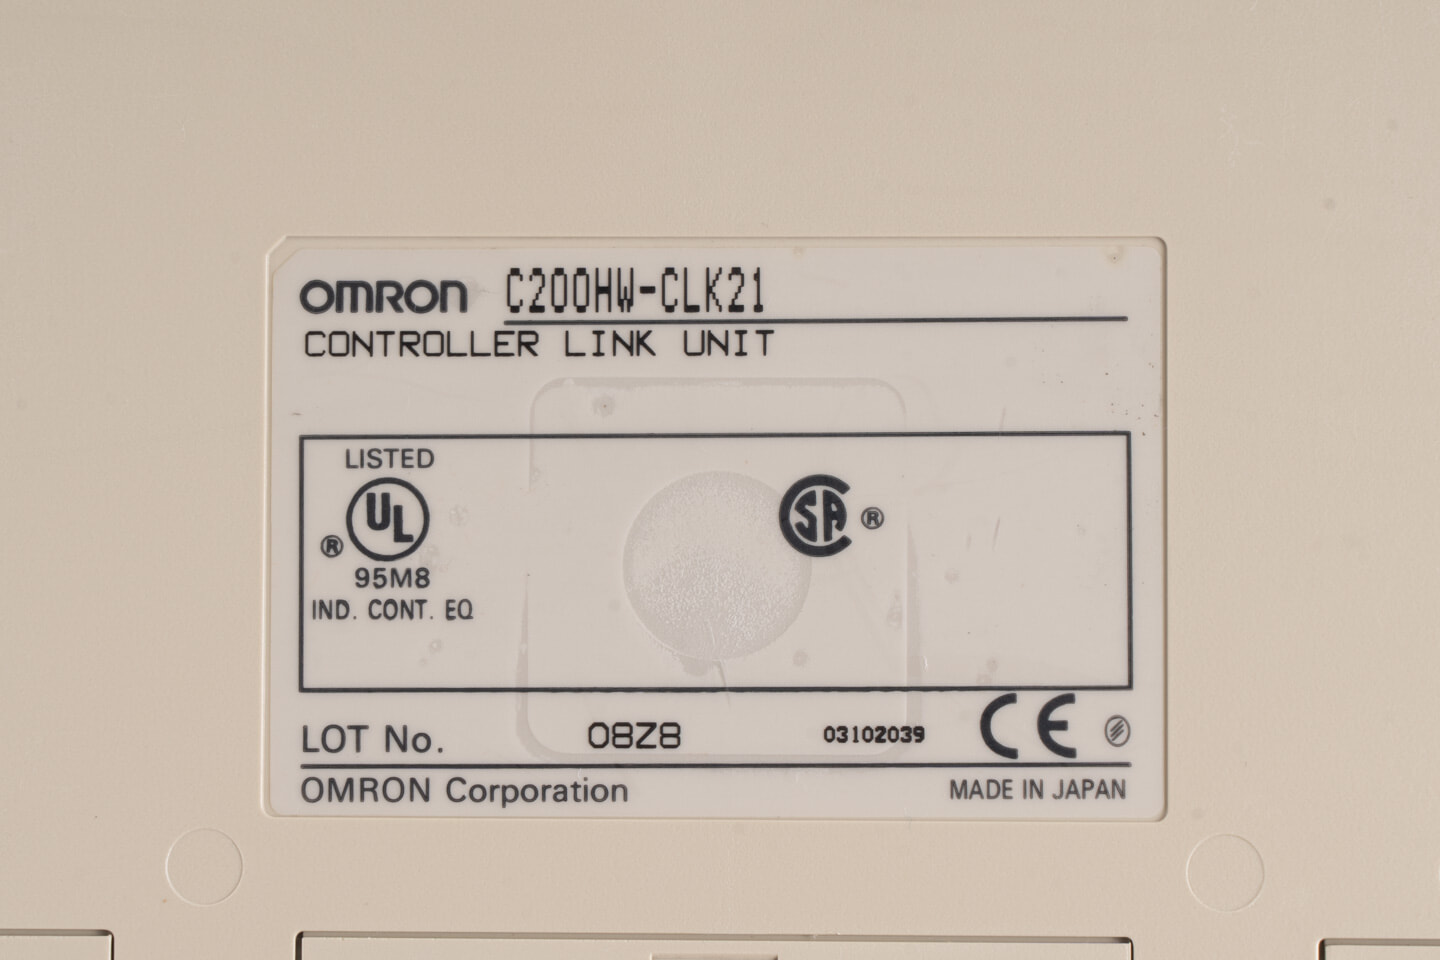 OMRON C200HW-CLK21
CONTROLLER LINK UNIT
LISTED
UL
®
95M8
IND. CONT. EQ
CSA ®
LOT No. 08Z8 03102039 CE
OMRON Corporation MADE IN JAPAN